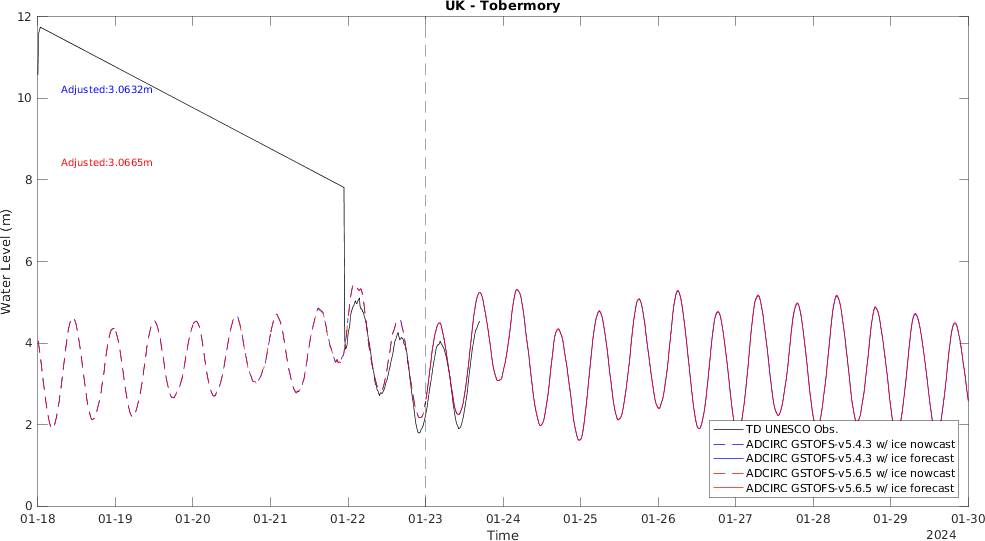 UK - Tobermory
12
10
8
6
4
2
0
Water Level (m)
Adjusted:3.0632m
Adjusted:3.0665m
TD UNESCO Obs.
ADCIRC GSTOFS-v5.4.3 w/ ice nowcast
ADCIRC GSTOFS-v5.4.3 w/ ice forecast
ADCIRC GSTOFS-v5.6.5 w/ ice nowcast
ADCIRC GSTOFS-v5.6.5 w/ ice forecast
01-18 01-19 01-20 01-21 01-22 01-23 01-24 01-25 01-26 01-27 01-28 01-29 01-30
Time
2024